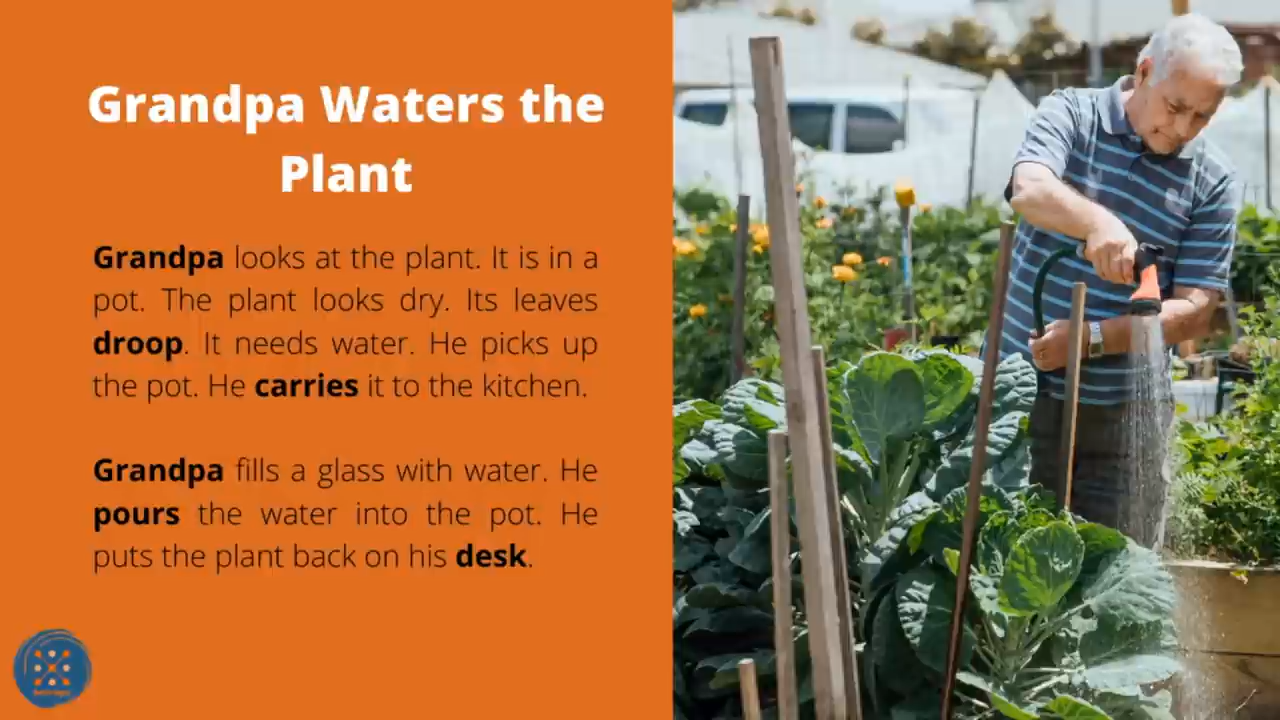 Grandpa Waters the
Plant
Grandpa looks at the plant. It is in a
pot. The plant looks dry. Its leaves
droop. It needs water. He picks up
the pot. He carries it to the kitchen.
Grandpa fills a glass with water. He
pours the water into the pot. He
puts the plant back on his desk.